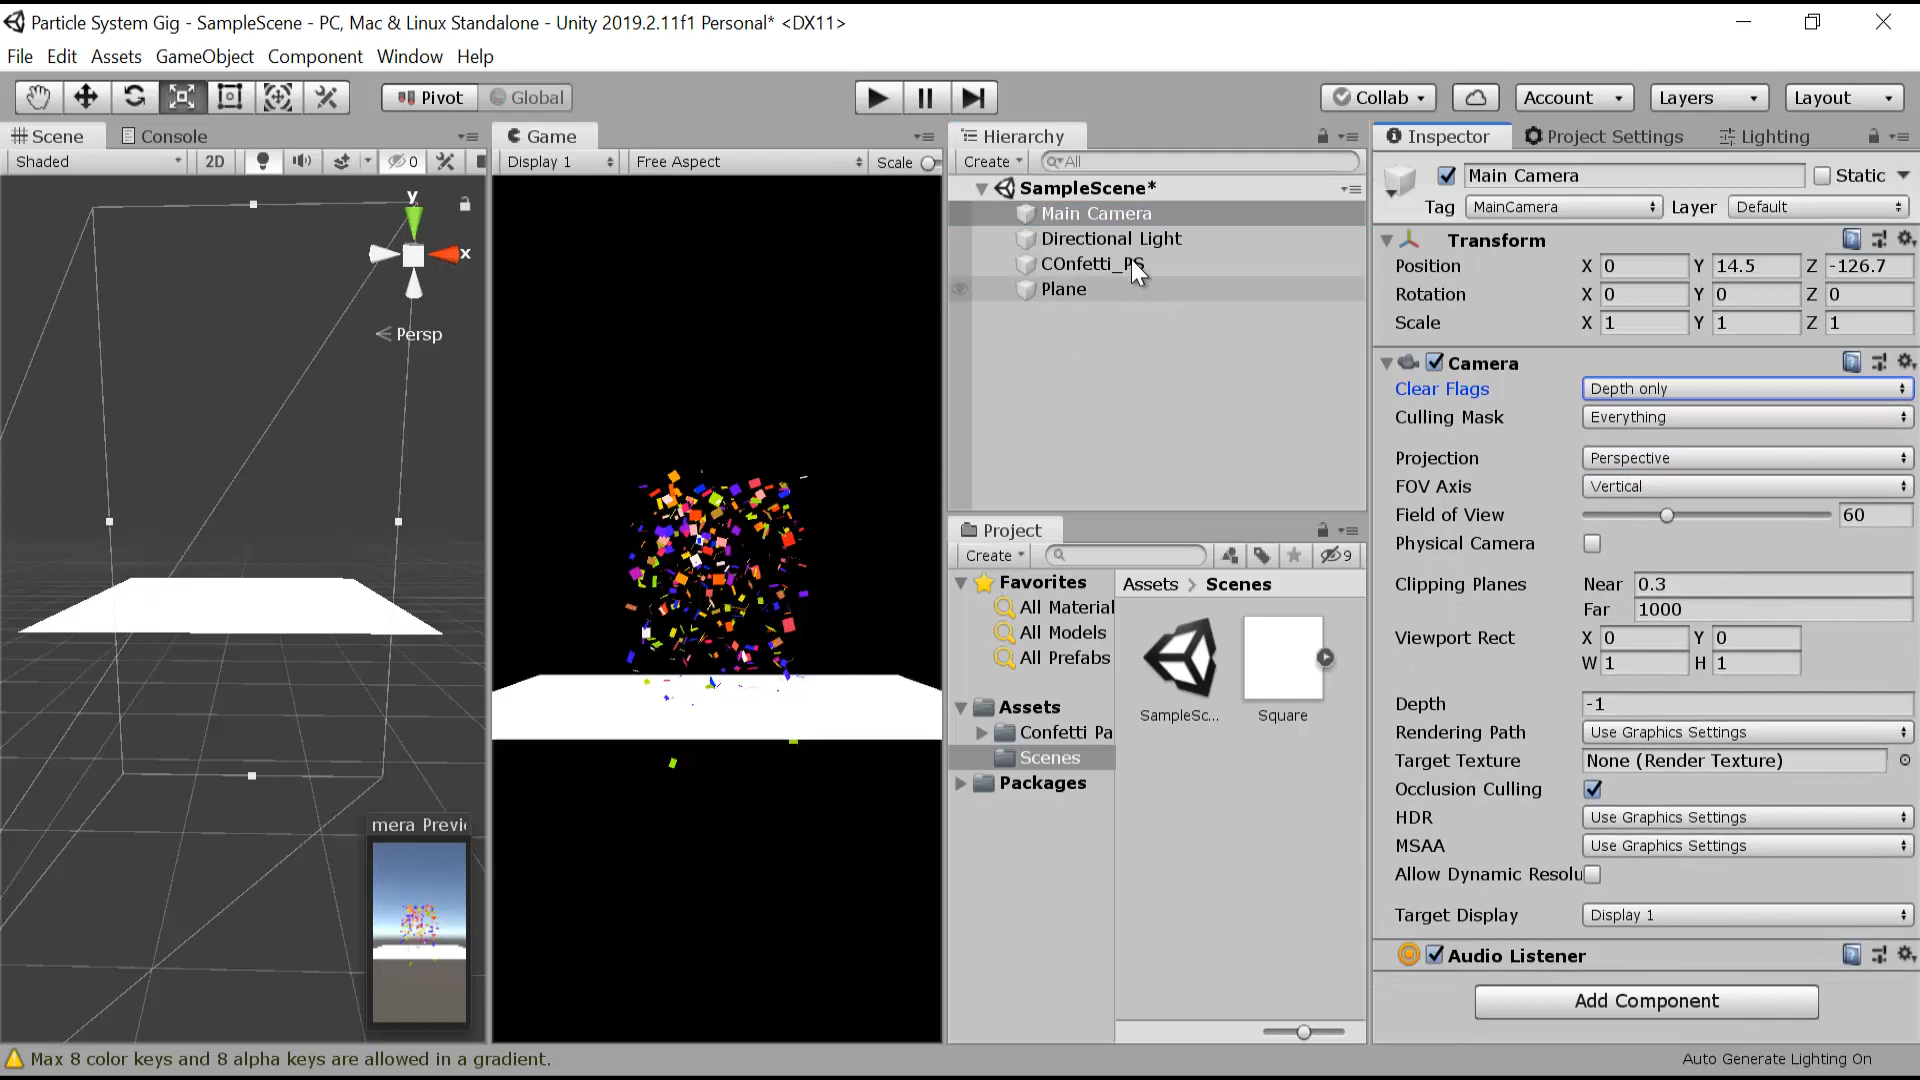 Particle System Gig - SampleScene - PC, Mac & Linux Standalone - Unity 2019.2.11f1 Personal* <DX11>
File Edit Assets GameObject Component Window Help
Pivot Global Collab Account Layers Layout
Scene Console
Shaded 2D 0
y
x
Persp
mera Previ
Game
Display 1 Free Aspect Scale
Hierarchy
Create All
SampleScene*
Main Camera
Directional Light
COnfetti_PS
Plane
Project
Create 9
Favorites
All Material
All Models
All Prefabs
Assets
Confetti Pa
Scenes
Packages
Assets > Scenes
SampleSc... Square
Inspector Project Settings Lighting
Main Camera Static
Tag MainCamera Layer Default
Transform
Position X 0 Y 14.5 Z -126.7
Rotation X 0 Y 0 Z 0
Scale X 1 Y 1 Z 1
Camera
Clear Flags Depth only
Culling Mask Everything
Projection Perspective
FOV Axis Vertical
Field of View 60
Physical Camera
Clipping Planes Near 0.3
Far 1000
Viewport Rect X 0 Y 0
W 1 H 1
Depth -1
Rendering Path Use Graphics Settings
Target Texture None (Render Texture)
Occlusion Culling
HDR Use Graphics Settings
MSAA Use Graphics Settings
Allow Dynamic Resolu
Target Display Display 1
Audio Listener
Add Component
Max 8 color keys and 8 alpha keys are allowed in a gradient.
Auto Generate Lighting On